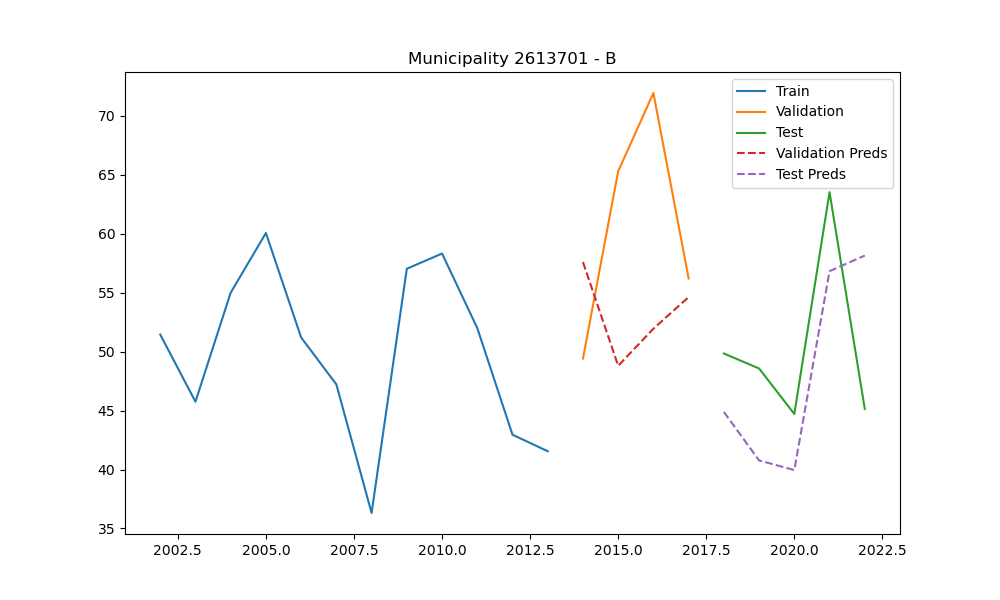 Municipality 2613701 - B
Train
Validation
Test
Validation Preds
Test Preds
70
65
60
55
50
45
40
35
2002.5 2005.0 2007.5 2010.0 2012.5 2015.0 2017.5 2020.0 2022.5